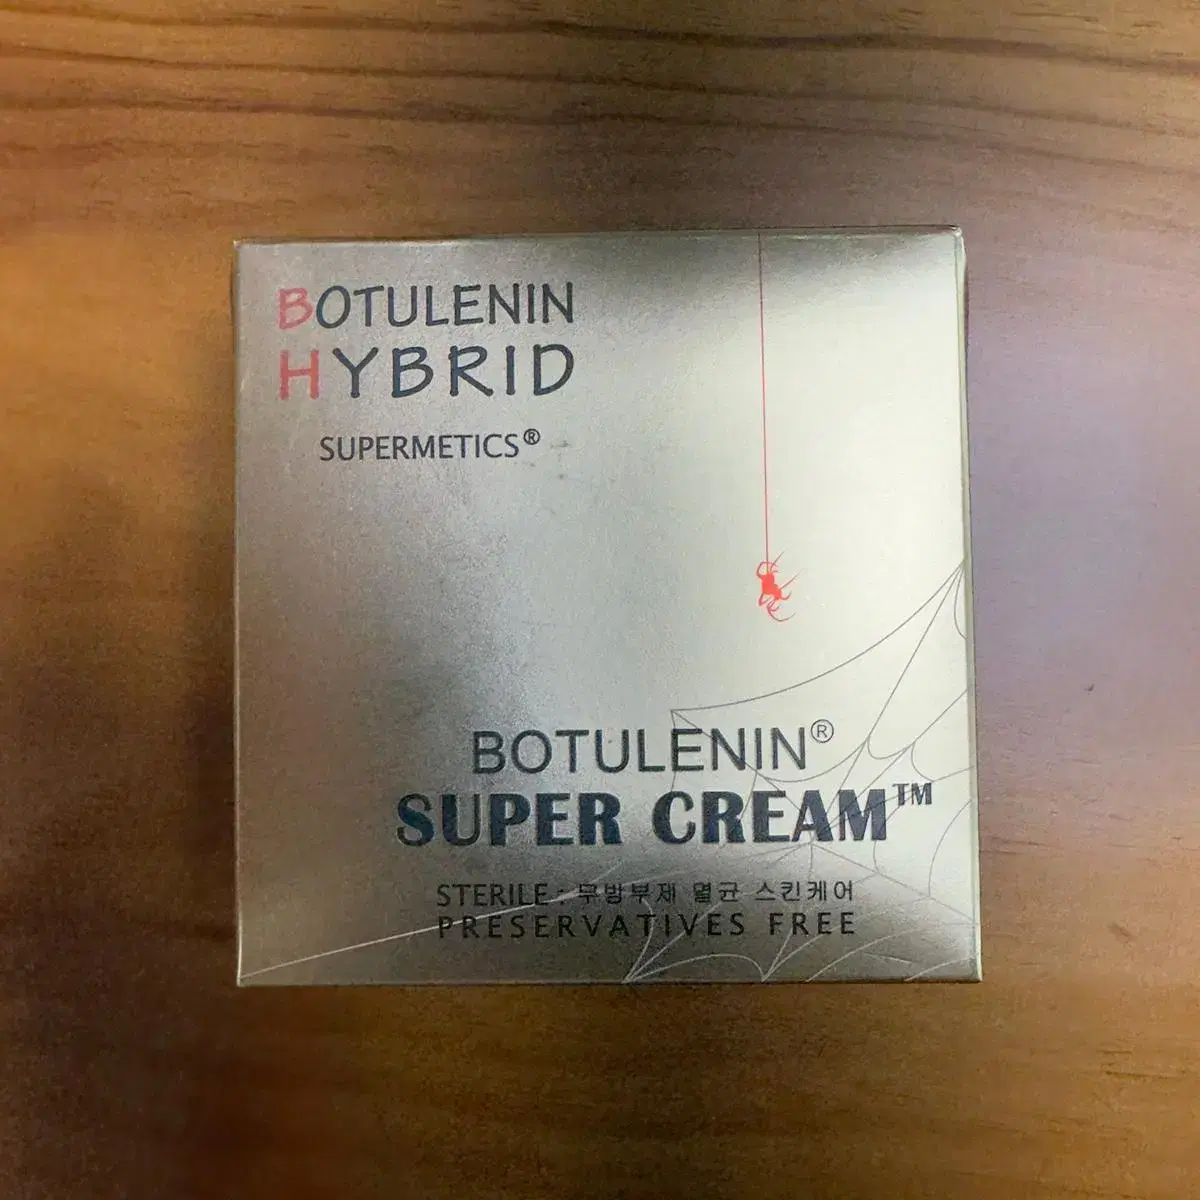 BOTULENIN
HYBRID
SUPERMETICS®
BOTULENIN®
SUPER CREAM™
STERILE : 무방부제 멸균 스킨케어
PRESERVATIVES FREE